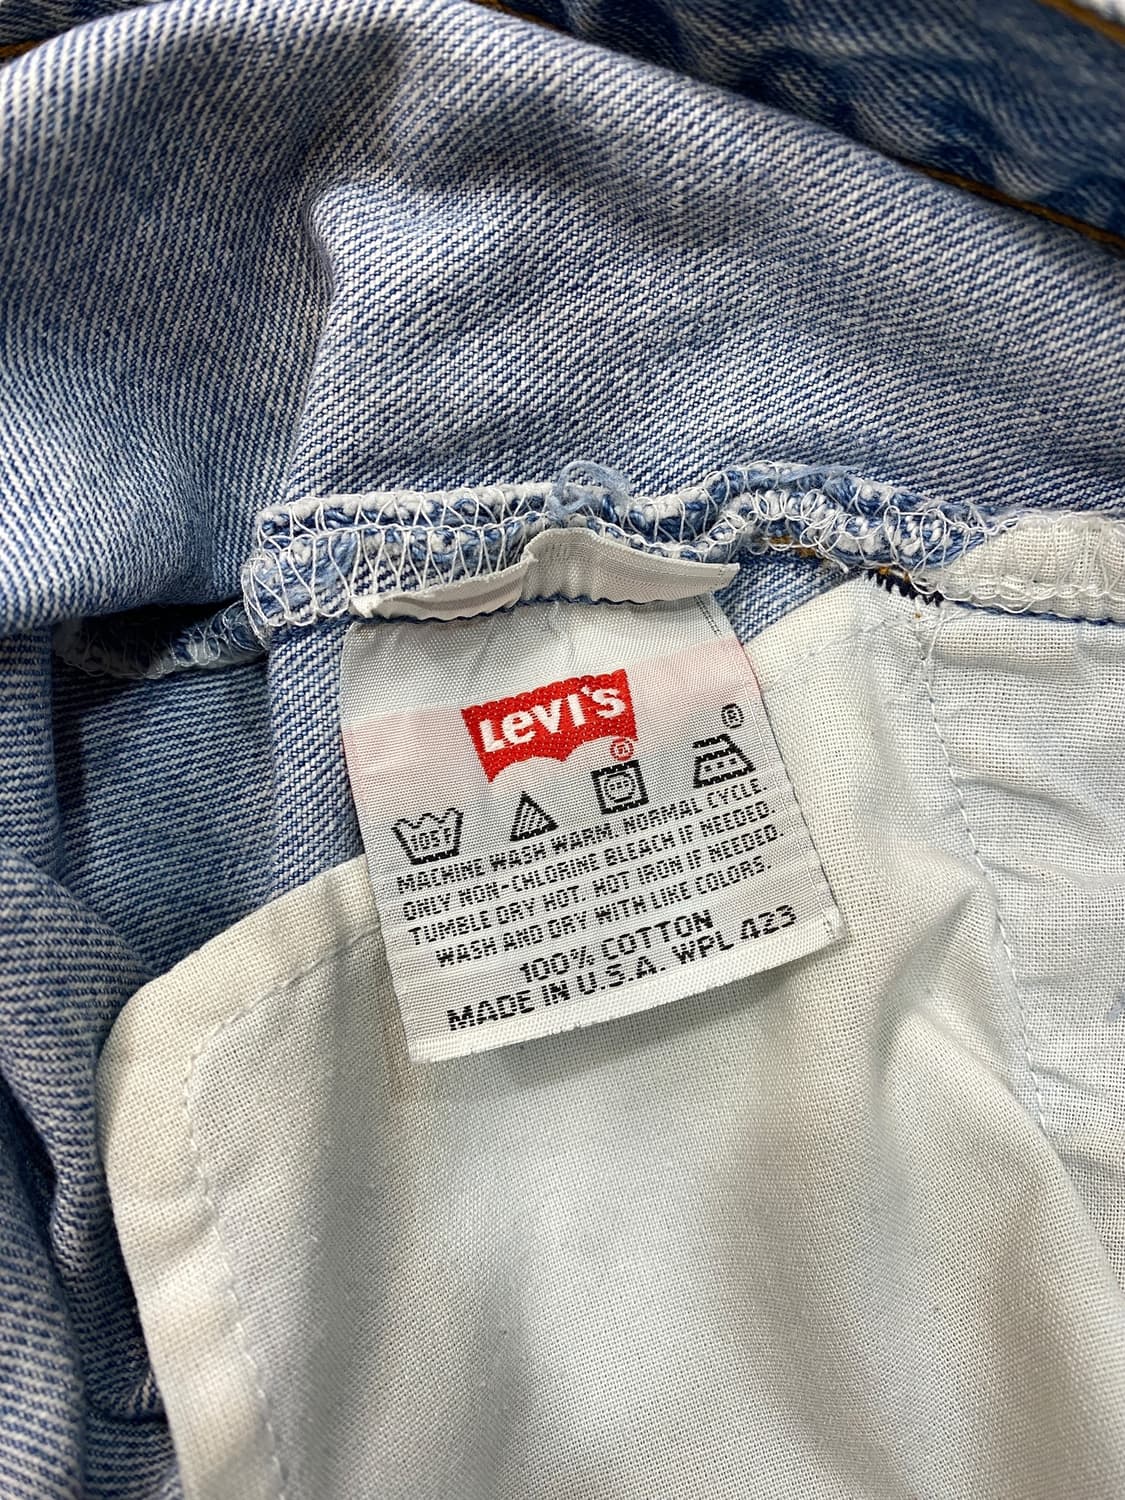 Levi's
®
®
105F
MACHINE WASH WARM. NORMAL CYCLE.
ONLY NON-CHLORINE BLEACH IF NEEDED
TUMBLE DRY HOT. HOT IRON IF NEEDED.
WASH AND DRY WITH LIKE COLORS.
100% COTTON
MADE IN U.S.A. WPL 423